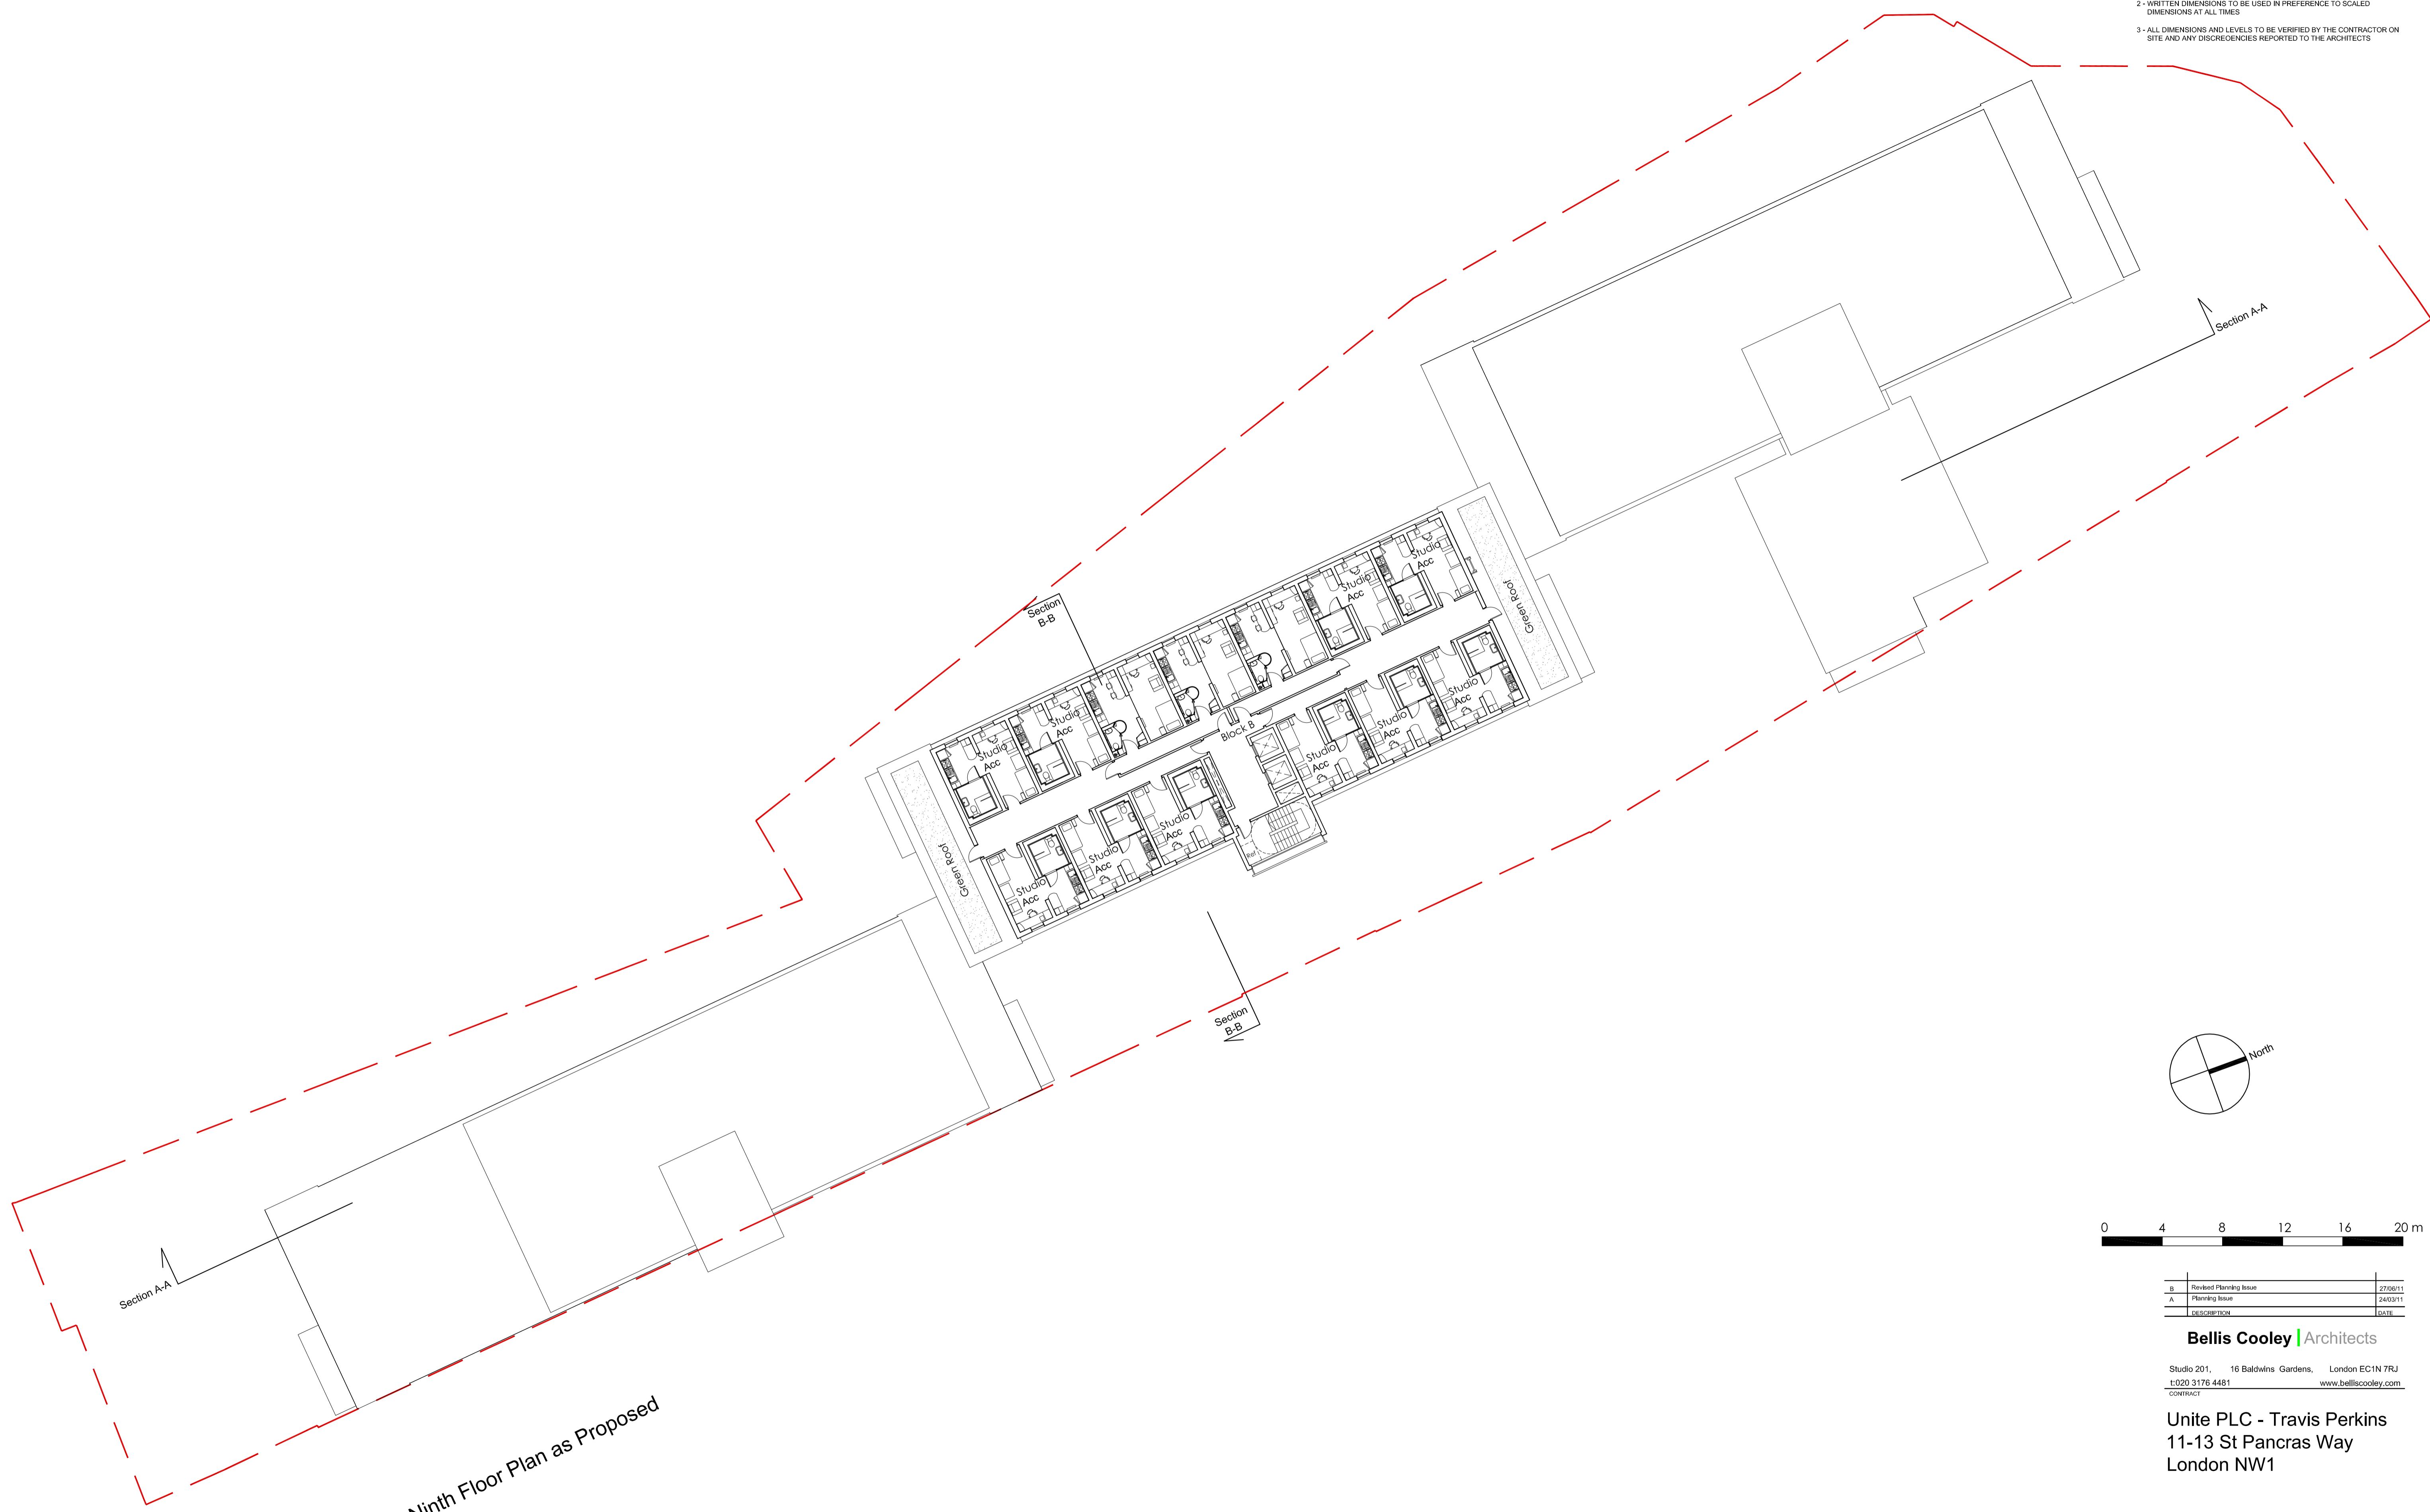 2 - WRITTEN DIMENSIONS TO BE USED IN PREFERENCE TO SCALED
DIMENSIONS AT ALL TIMES
3 - ALL DIMENSIONS AND LEVELS TO BE VERIFIED BY THE CONTRACTOR ON
SITE AND ANY DISCREOENCIES REPORTED TO THE ARCHITECTS
Section A-A
Studio
Acc
Green Roof
Studio
Acc
Section
B-B
Studio
Acc
Studio
Acc
Block B
Studio
Acc
Studio
Acc
Studio
Acc
Studio
Acc
Studio
Acc
Studio
Acc
Green Roof
Ref
Section
B-B
North
Section A-A
0 4 8 12 16 20 m
B Revised Planning Issue 27/06/11
A Planning Issue 24/03/11
DESCRIPTION DATE
Bellis Cooley | Architects
Studio 201, 16 Baldwins Gardens, London EC1N 7RJ
t:020 3176 4481 www.belliscooley.com
CONTRACT
Unite PLC - Travis Perkins
11-13 St Pancras Way
London NW1
Ninth Floor Plan as Proposed